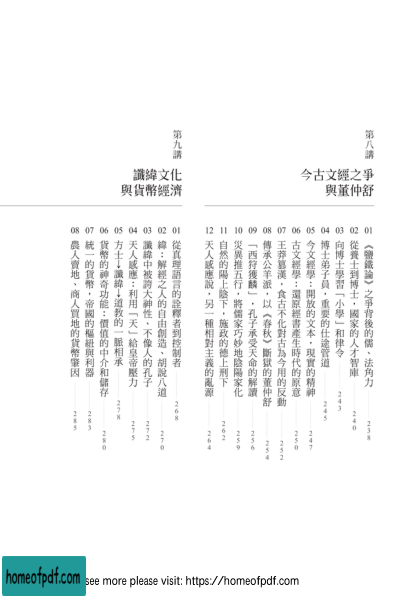 第八講
今古文經之爭
與董仲舒
01 《鹽鐵論》之爭背後的儒、法角力 238
02 從養士到博士，國家的人才智庫 240
03 向博士學習「小學」和律令 243
04 博士弟子員，重要的仕途管道 245
05 今文經學：開放的文本，現實的精神 247
06 古文經學：還原經書產生時代的原意 250
07 王莽篡漢，食古不化對古為今用的反動 252
08 傳承公羊派，以《春秋》斷獄的董仲舒 254
09 「西狩獲麟」，孔子承受天命的解讀 256
10 災異推五行，將儒家巧妙地陰陽家化 259
11 自然的陽上陰下，施政的德上刑下 262
12 天人感應說，另一種相對主義的亂源 264
第九講
讖緯文化
與貨幣經濟
01 從真理語言的詮釋者到控制者 268
02 緯：解經之人的自由創造、胡說八道 270
03 讖緯中被誇大神性、不像人的孔子 272
04 天人感應：利用「天」給皇帝壓力 275
05 方士→讖緯→道教的一脈相承 278
06 貨幣的神奇功能：價值的中介和儲存 280
07 統一的貨幣，帝國的樞紐與利器 283
08 農人賣地、商人買地的貨幣肇因 285
homeofpdf.com
see more please visit: https://homeofpdf.com